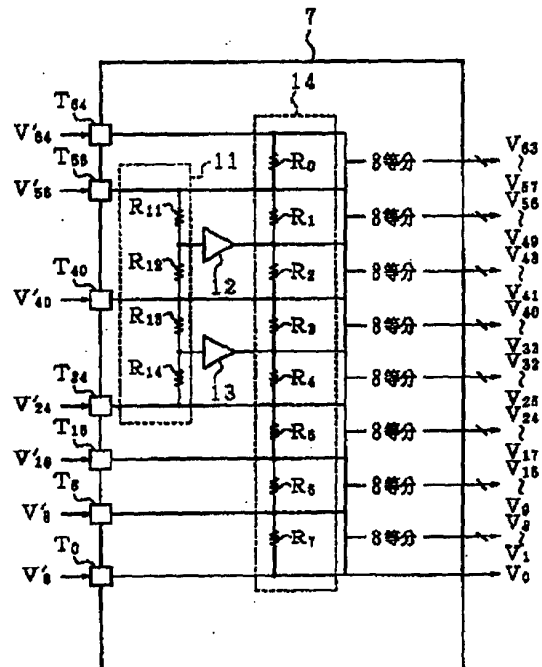 7
14
T64
V'64
R0
8等分
V63
~
V57
T56
11
V'56
R11
R1
8等分
V56
~
V49
12
R12
R2
8等分
V48
~
V41
T40
V'40
R13
R3
8等分
V40
~
V33
13
R14
R4
8等分
V32
~
V25
T24
V'24
R5
8等分
V24
~
V17
T16
V'16
R6
8等分
V16
~
V9
T8
V'8
R7
8等分
V8
~
V1
T0
V'0
V0